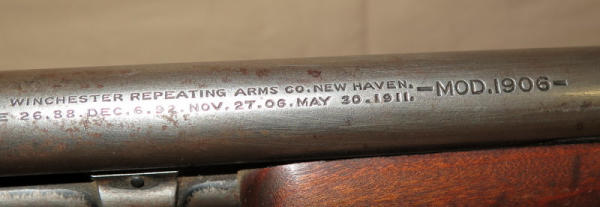 WINCHESTER REPEATING ARMS CO. NEW HAVEN. -MOD. 1906-
E 26.88. DEC. 6. 92. NOV. 27. 06. MAY 30. 1911.